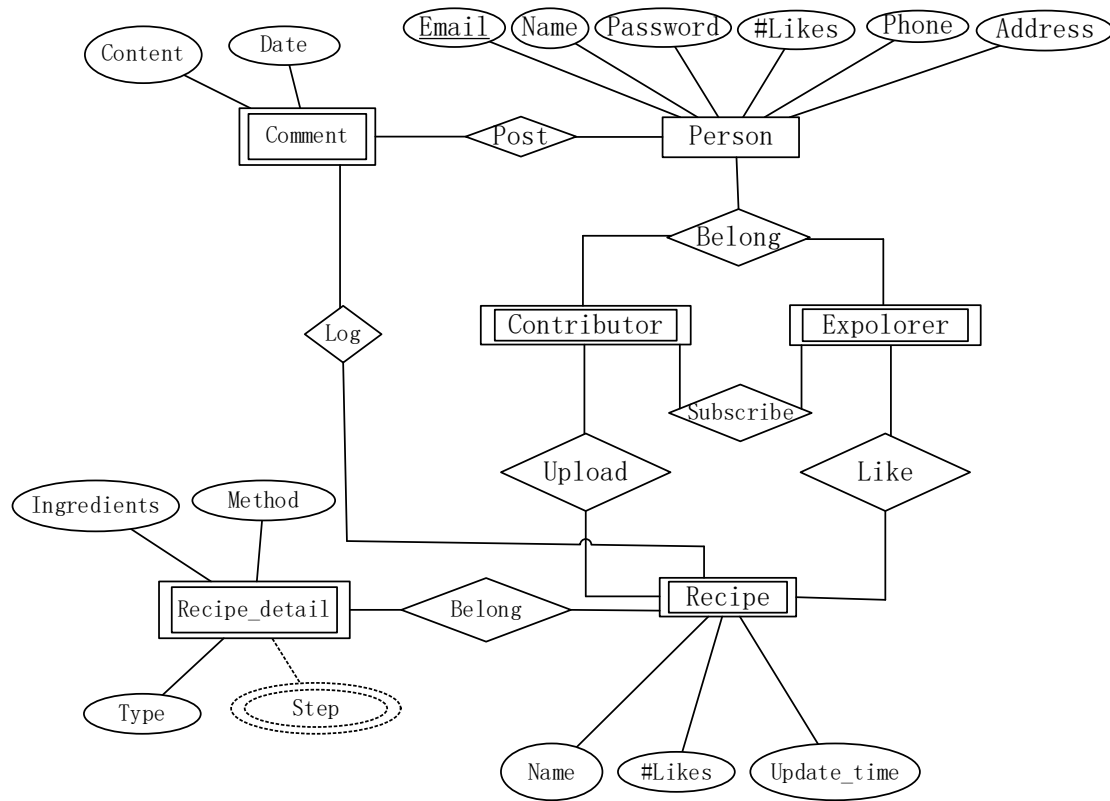 Email
Name
Password
#Likes
Phone
Address
Content
Date
Comment
Post
Person
Belong
Contributor
Expolorer
Log
Subscribe
Upload
Like
Ingredients
Method
Recipe_detail
Belong
Recipe
Type
Step
Name
#Likes
Update_time